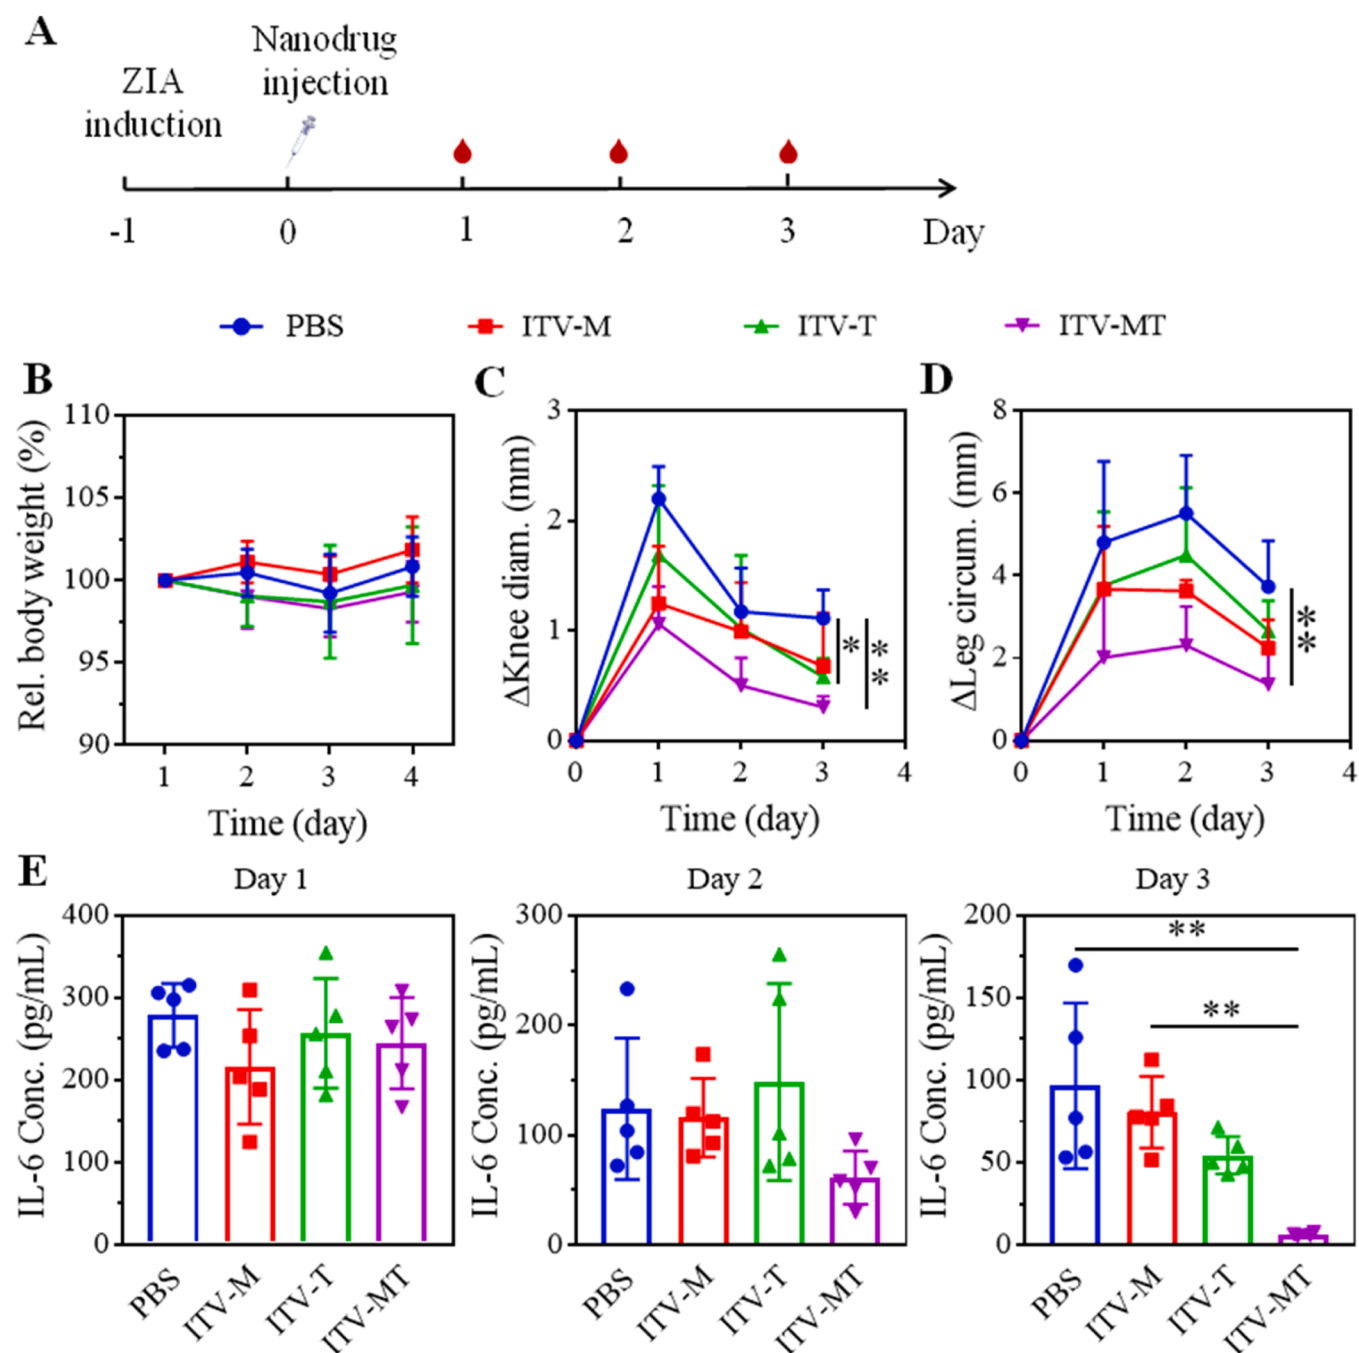 A
Nanodrug
injection
ZIA
induction
-1 0 1 2 3 Day
PBS ITV-M ITV-T ITV-MT
B
Rel. body weight (%)
110
105
100
95
90
1 2 3 4
Time (day)
C
ΔKnee diam. (mm)
3
2
1
0
0 1 2 3 4
Time (day)
*
**
D
ΔLeg circum. (mm)
8
6
4
2
0
0 1 2 3 4
Time (day)
**
E
Day 1
IL-6 Conc. (pg/mL)
400
300
200
100
0
PBS ITV-M ITV-T ITV-MT
Day 2
IL-6 Conc. (pg/mL)
300
200
100
0
PBS ITV-M ITV-T ITV-MT
Day 3
IL-6 Conc. (pg/mL)
200
150
100
50
0
**
**
PBS ITV-M ITV-T ITV-MT